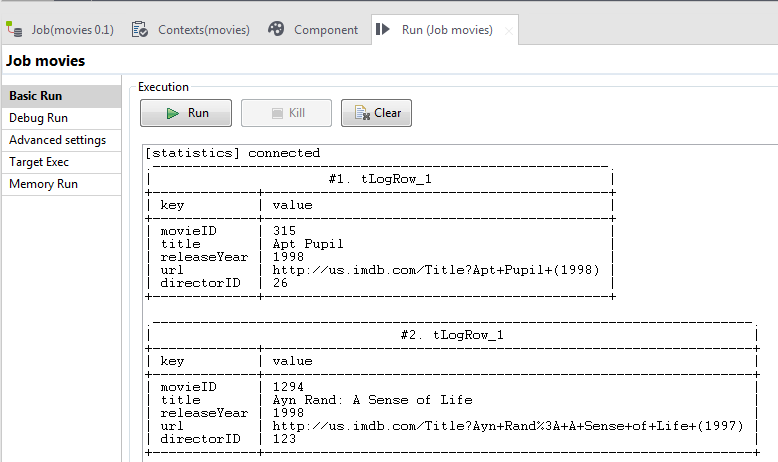 Job(movies 0.1) Contexts(movies) Component Run (Job movies)
Job movies
Basic Run
Debug Run
Advanced settings
Target Exec
Memory Run
Execution
Run Kill Clear
[statistics] connected
#1. tLogRow_1
key | value
movieID | 315
title | Apt Pupil
releaseYear | 1998
url | http://us.imdb.com/Title?Apt+Pupil+(1998)
directorID | 26
#2. tLogRow_1
key | value
movieID | 1294
title | Ayn Rand: A Sense of Life
releaseYear | 1998
url | http://us.imdb.com/Title?Ayn+Rand%3A+A+Sense+of+Life+(1997)
directorID | 123